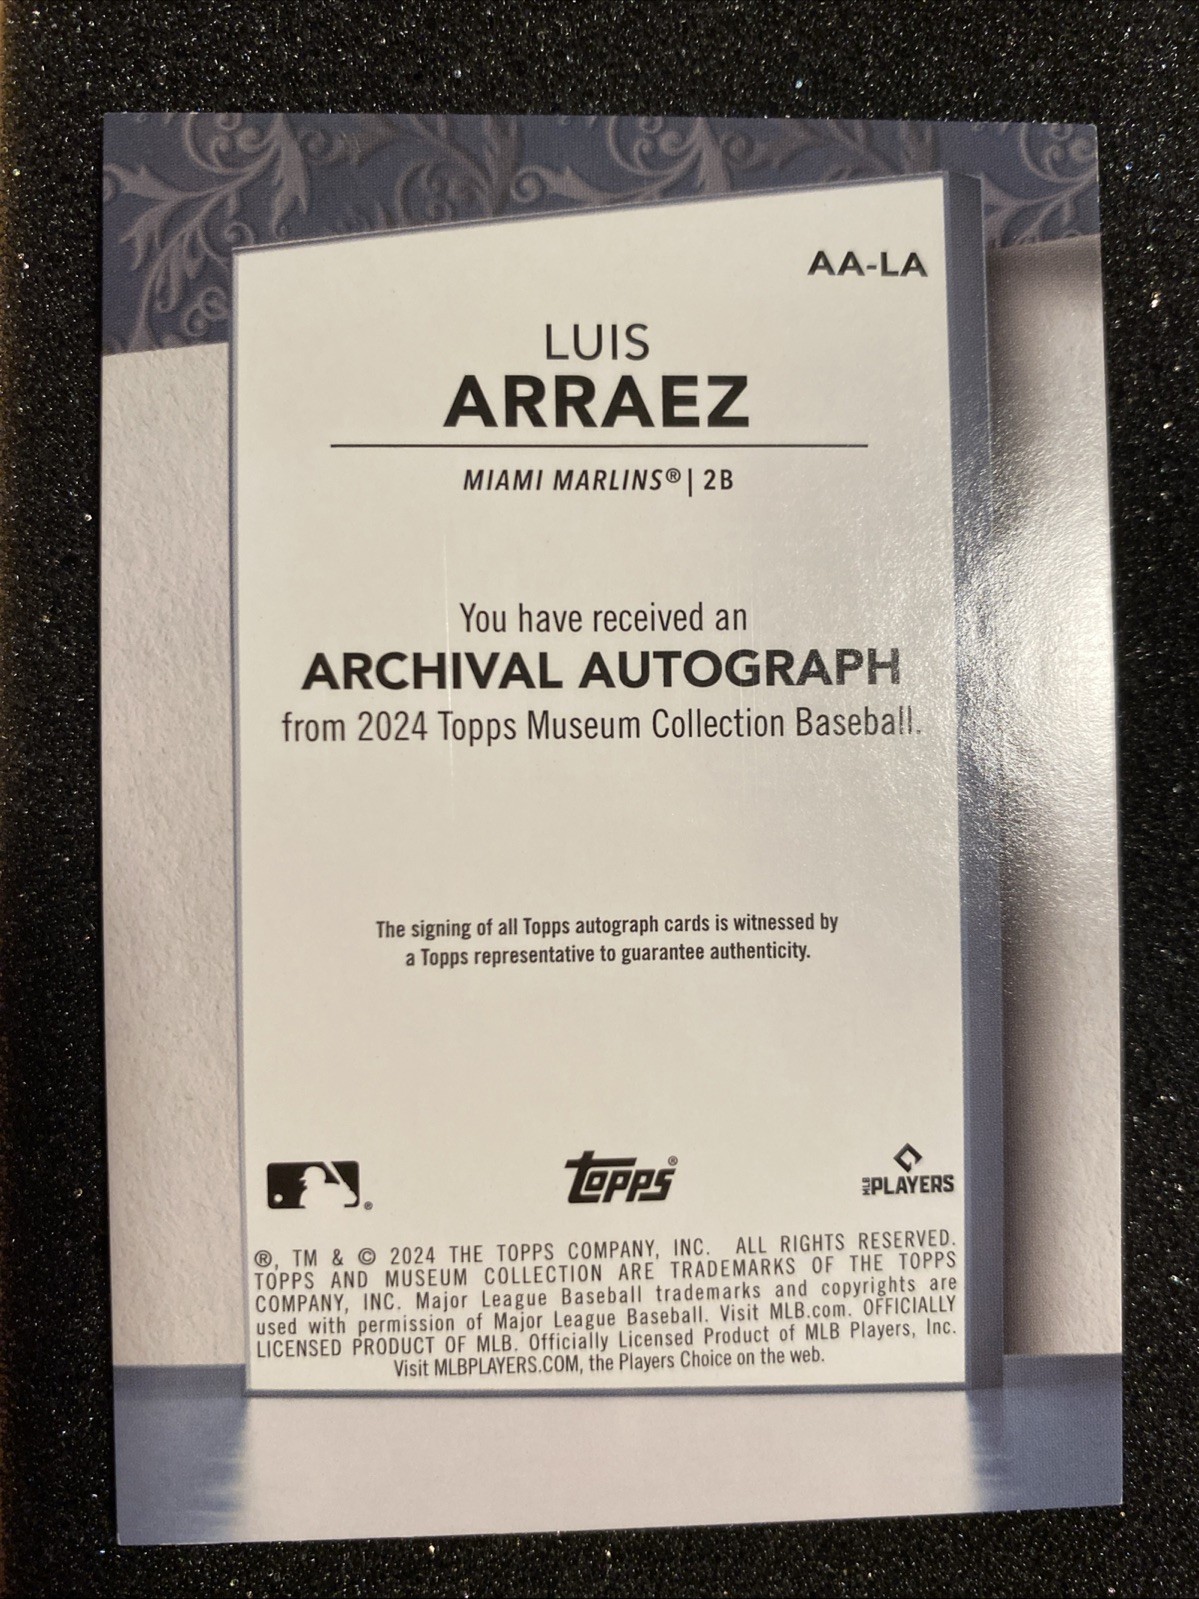 AA-LA
LUIS
ARRAEZ
MIAMI MARLINS® | 2B
You have received an
ARCHIVAL AUTOGRAPH
from 2024 Topps Museum Collection Baseball.
The signing of all Topps autograph cards is witnessed by
a Topps representative to guarantee authenticity.
®
Topps®
MLB PLAYERS
®, TM & © 2024 THE TOPPS COMPANY, INC. ALL RIGHTS RESERVED.
TOPPS AND MUSEUM COLLECTION ARE TRADEMARKS OF THE TOPPS
COMPANY, INC. Major League Baseball trademarks and copyrights are
used with permission of Major League Baseball. Visit MLB.com. OFFICIALLY
LICENSED PRODUCT OF MLB. Officially Licensed Product of MLB Players, Inc.
Visit MLBPLAYERS.COM, the Players Choice on the web.